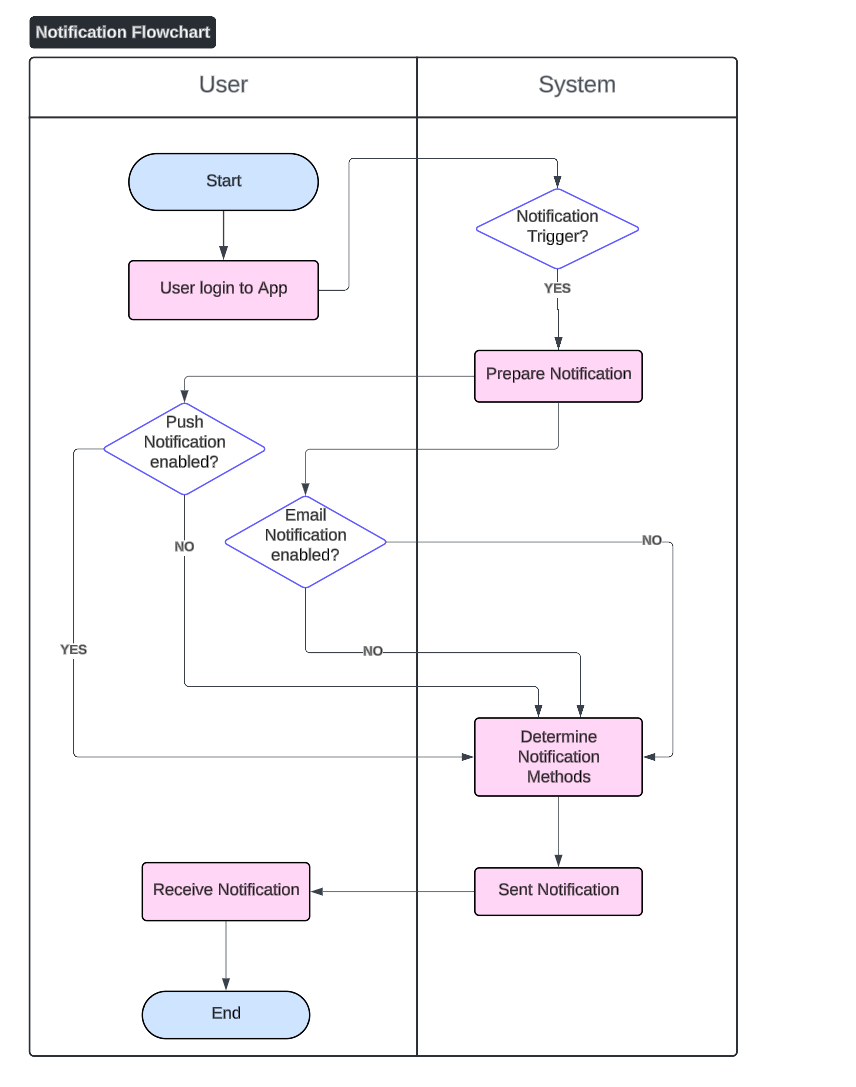 Notification Flowchart
User
System
Start
Notification
Trigger?
User login to App
YES
Prepare Notification
Push
Notification
enabled?
Email
Notification
enabled?
NO
NO
YES
NO
Determine
Notification
Methods
Receive Notification
Sent Notification
End